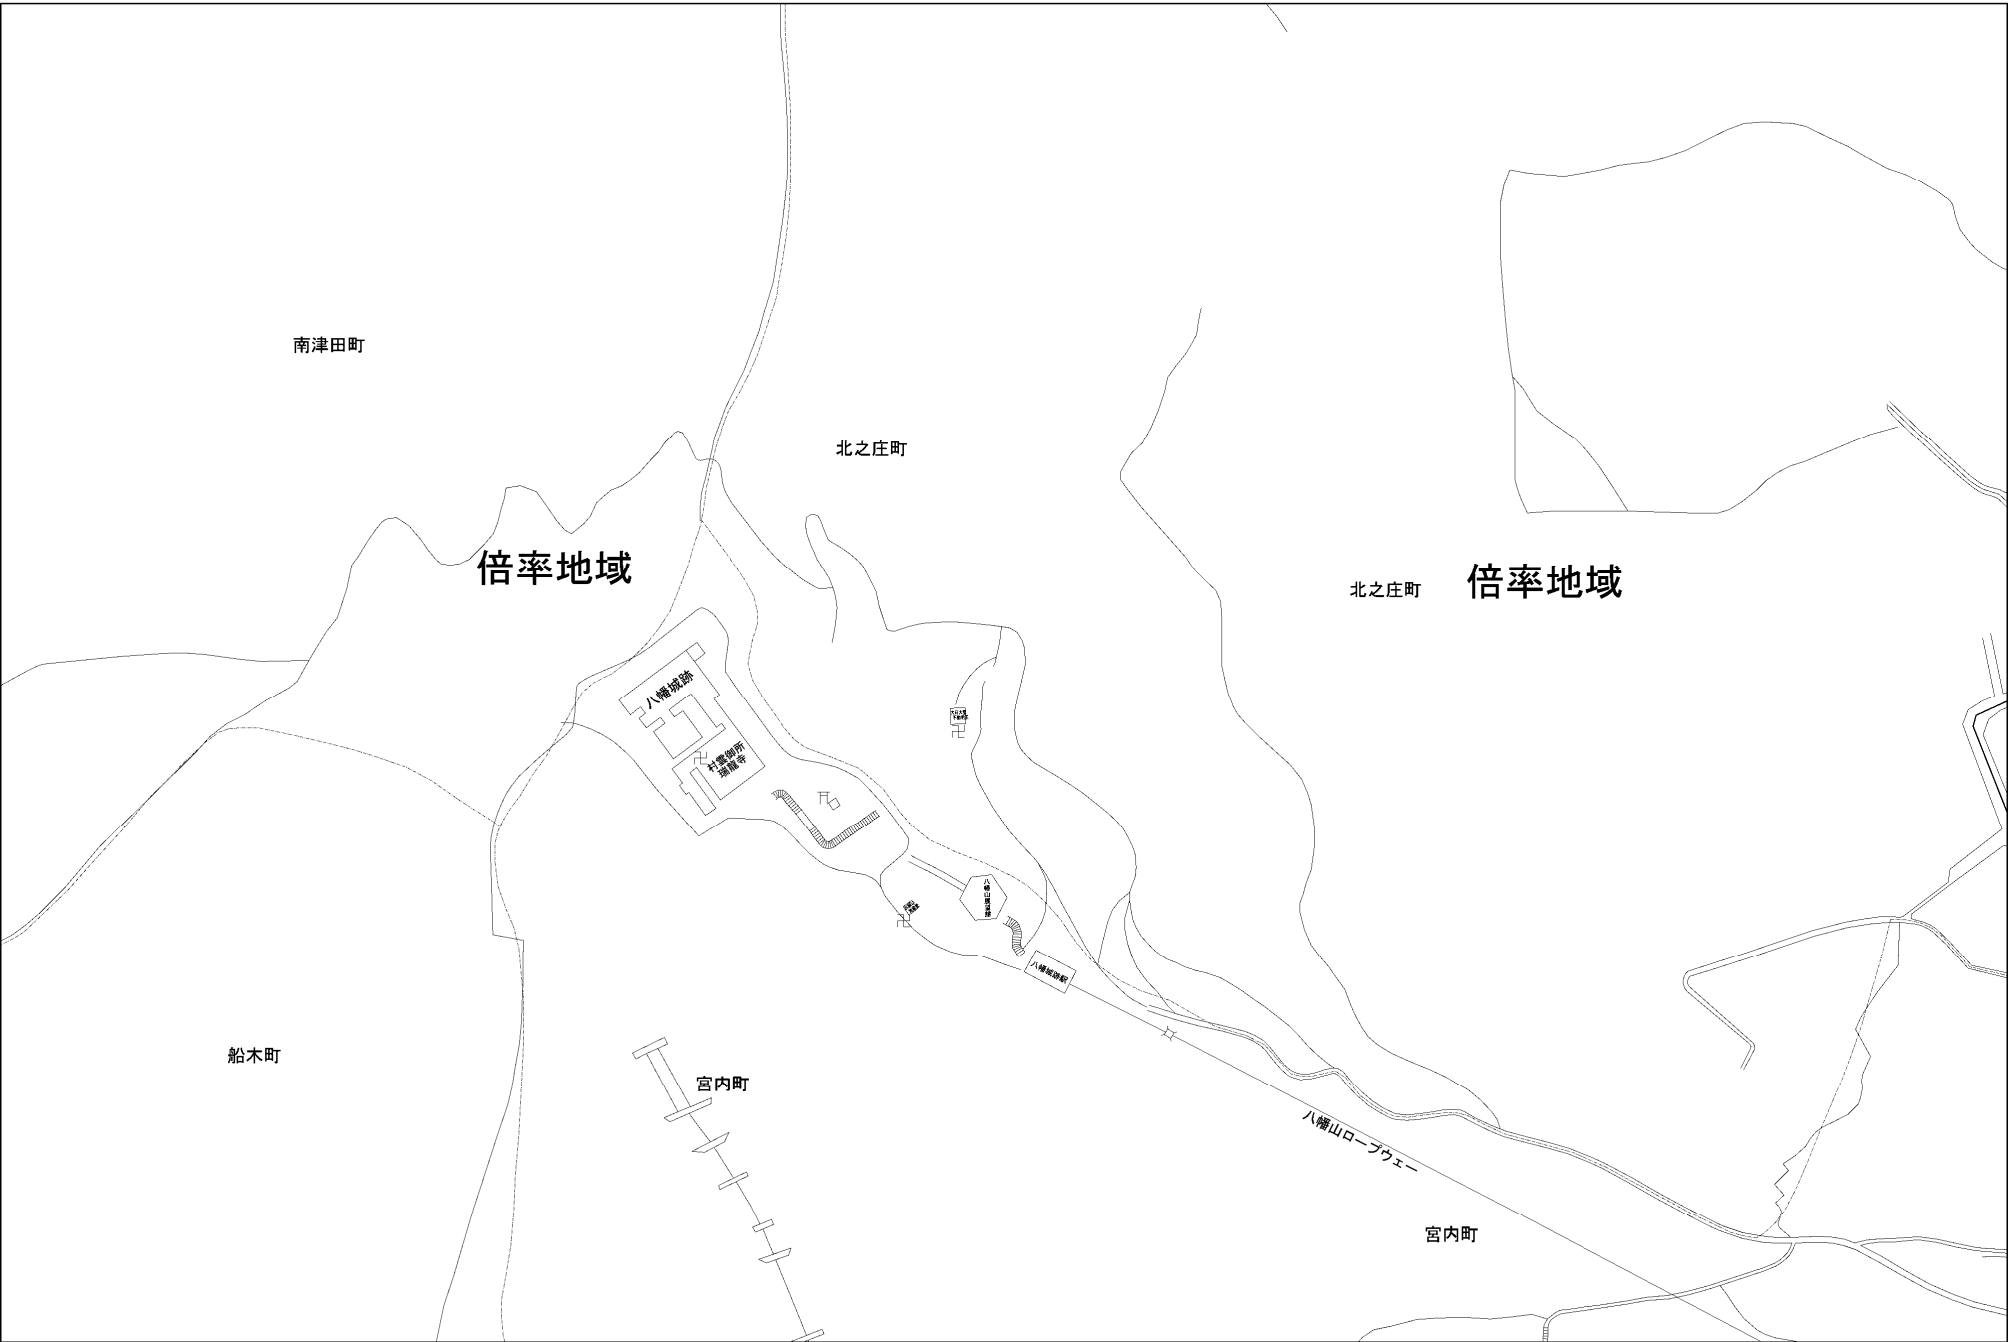 南津田町
北之庄町
倍率地域
北之庄町
倍率地域
八幡城跡
村雲御所
瑞龍寺
八幡山展望館
八幡城跡駅
船木町
宮内町
八幡山ロープウェー
宮内町